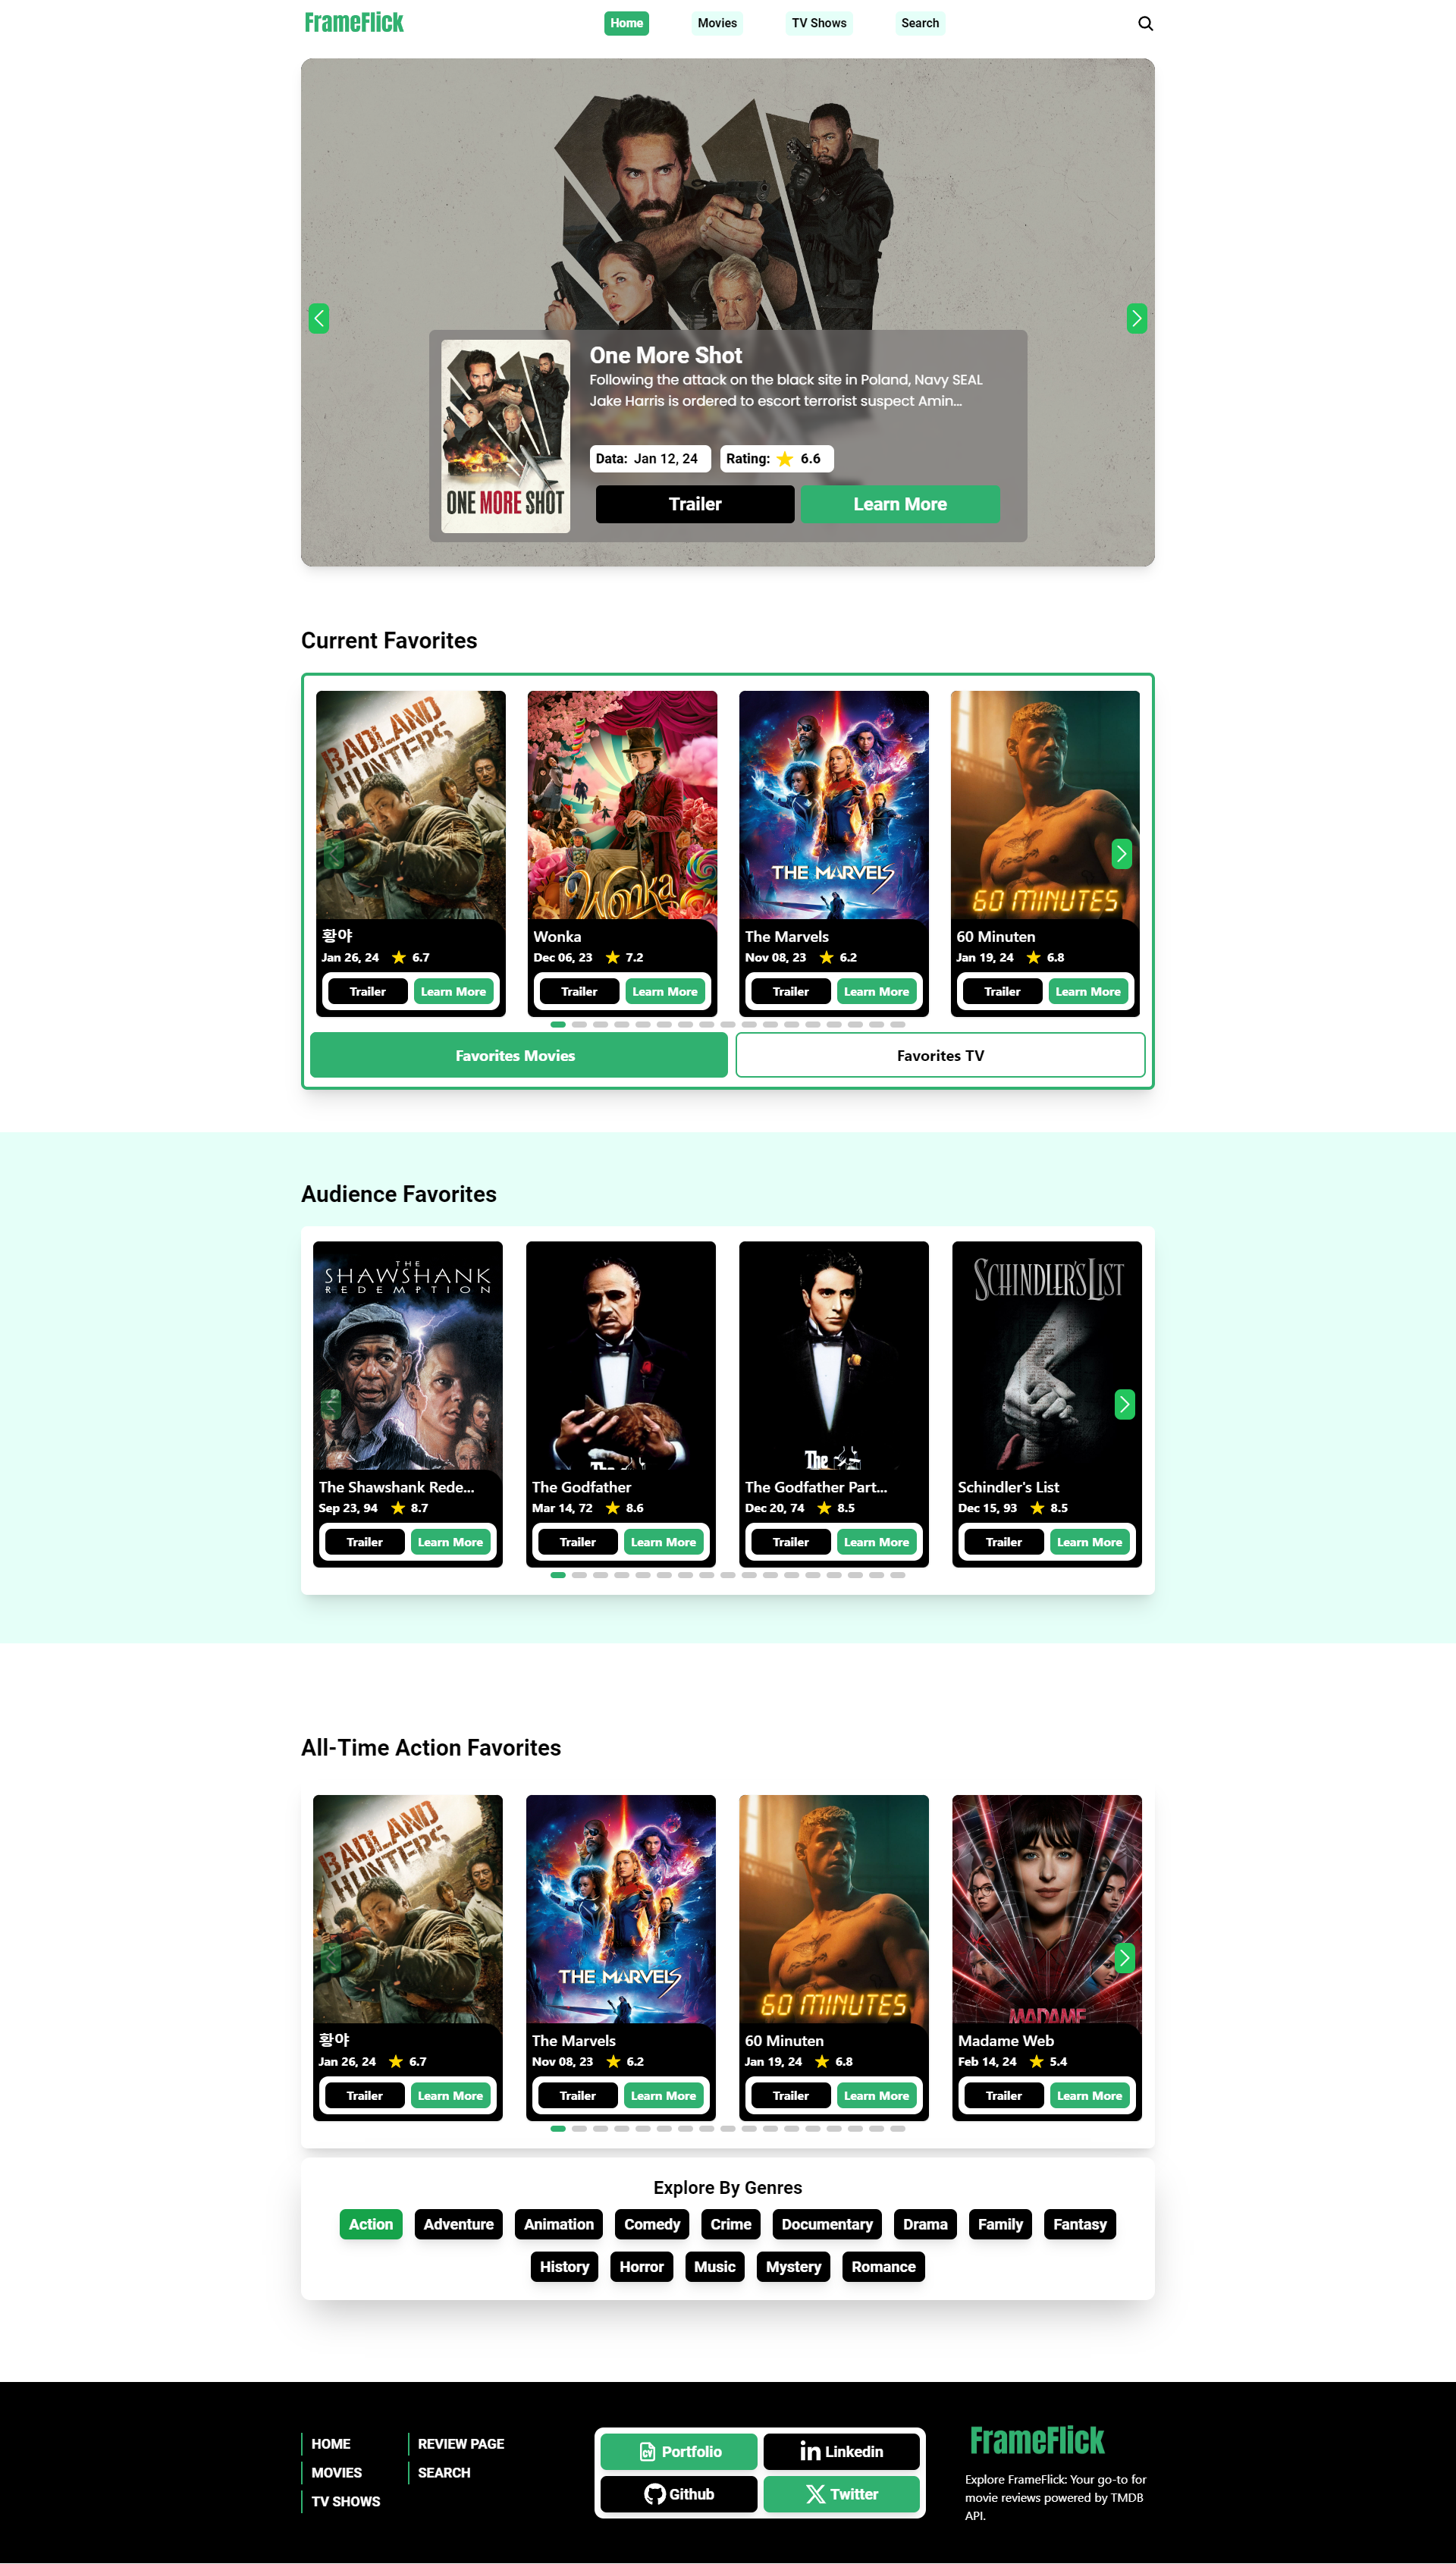 FrameFlick
Home
Movies
TV Shows
Search
One More Shot
Following the attack on the black site in Poland, Navy SEAL
Jake Harris is ordered to escort terrorist suspect Amin...
ONE MORE SHOT
Data: Jan 12, 24
Rating: 6.6
Trailer
Learn More
Current Favorites
BADLAND
HUNTERS
Wonka
THE MARVELS
60 MINUTES
황야
Jan 26, 24 6.7
Trailer Learn More
Wonka
Dec 06, 23 7.2
Trailer Learn More
The Marvels
Nov 08, 23 6.2
Trailer Learn More
60 Minuten
Jan 19, 24 6.8
Trailer Learn More
Favorites Movies
Favorites TV
Audience Favorites
THE
SHAWSHANK
REDEMPTION
The
SCHINDLER'S LIST
The Shawshank Rede...
Sep 23, 94 8.7
Trailer Learn More
The Godfather
Mar 14, 72 8.6
Trailer Learn More
The Godfather Part...
Dec 20, 74 8.5
Trailer Learn More
Schindler's List
Dec 15, 93 8.5
Trailer Learn More
All-Time Action Favorites
BADLAND
HUNTERS
THE MARVELS
60 MINUTES
MADAME
황야
Jan 26, 24 6.7
Trailer Learn More
The Marvels
Nov 08, 23 6.2
Trailer Learn More
60 Minuten
Jan 19, 24 6.8
Trailer Learn More
Madame Web
Feb 14, 24 5.4
Trailer Learn More
Explore By Genres
Action Adventure Animation Comedy Crime Documentary Drama Family Fantasy
History Horror Music Mystery Romance
HOME
MOVIES
TV SHOWS
REVIEW PAGE
SEARCH
CV Portfolio
in Linkedin
Github
Twitter
FrameFlick
Explore FrameFlick: Your go-to for
movie reviews powered by TMDB
API.